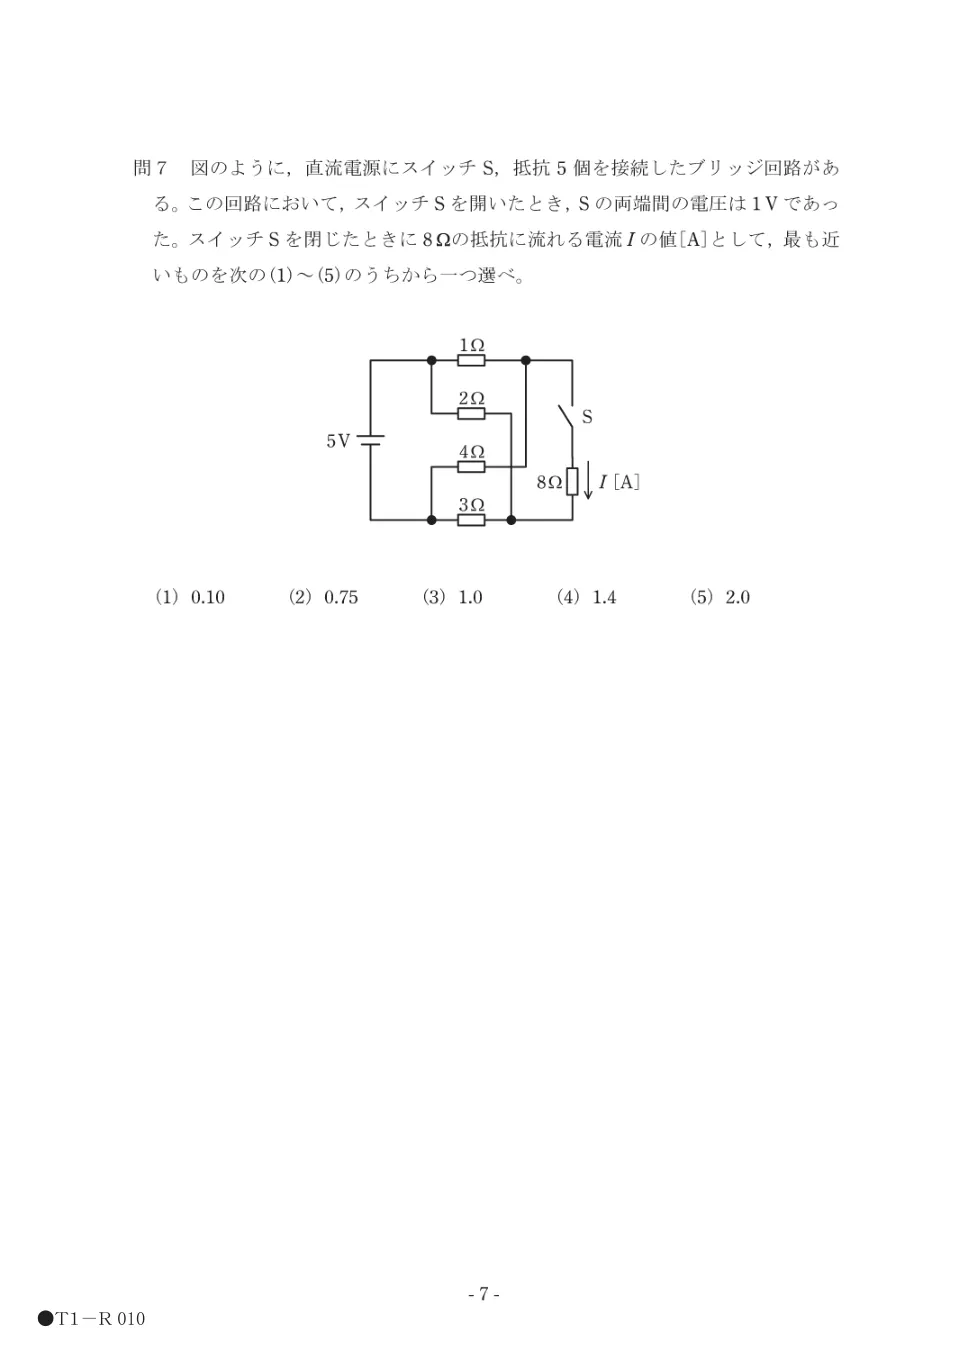 問７　図のように，直流電源にスイッチ S，抵抗 5 個を接続したブリッジ回路があ
る。この回路において，スイッチ S を開いたとき，S の両端間の電圧は 1 V であっ
た。スイッチ S を閉じたときに 8 Ωの抵抗に流れる電流 I の値[A]として，最も近
いものを次の(1)～(5)のうちから一つ選べ。
1Ω
2Ω
S
5V
4Ω
8Ω
I [A]
3Ω
(1) 0.10 (2) 0.75 (3) 1.0 (4) 1.4 (5) 2.0
- 7 -
●T1－R 010